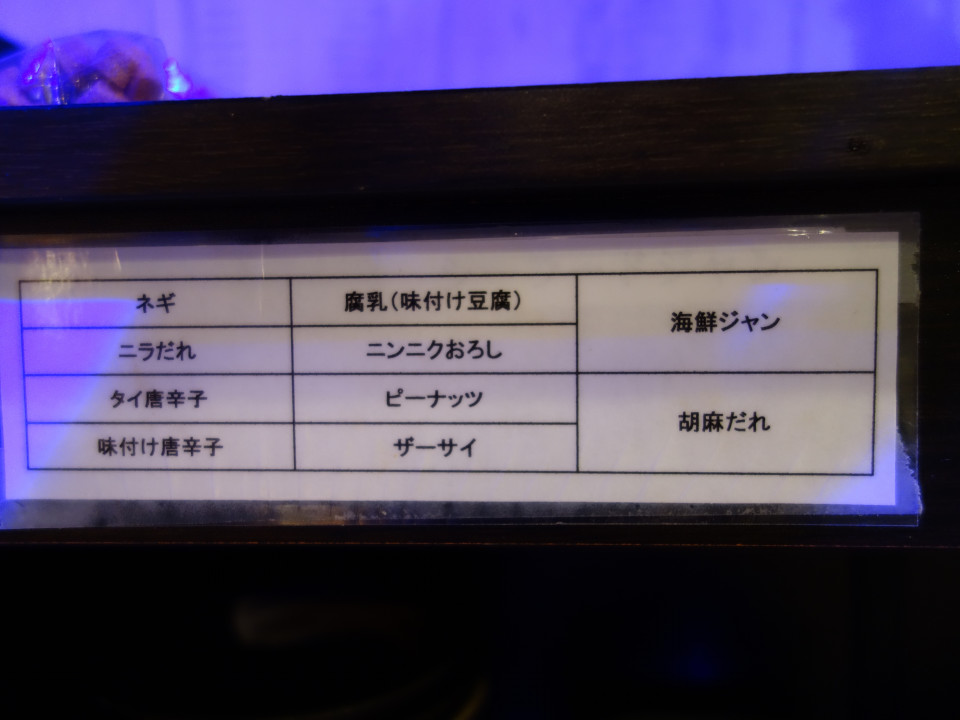 ネギ
腐乳(味付け豆腐)
海鮮ジャン
ニラだれ
ニンニクおろし
タイ唐辛子
ピーナッツ
胡麻だれ
味付け唐辛子
ザーサイ